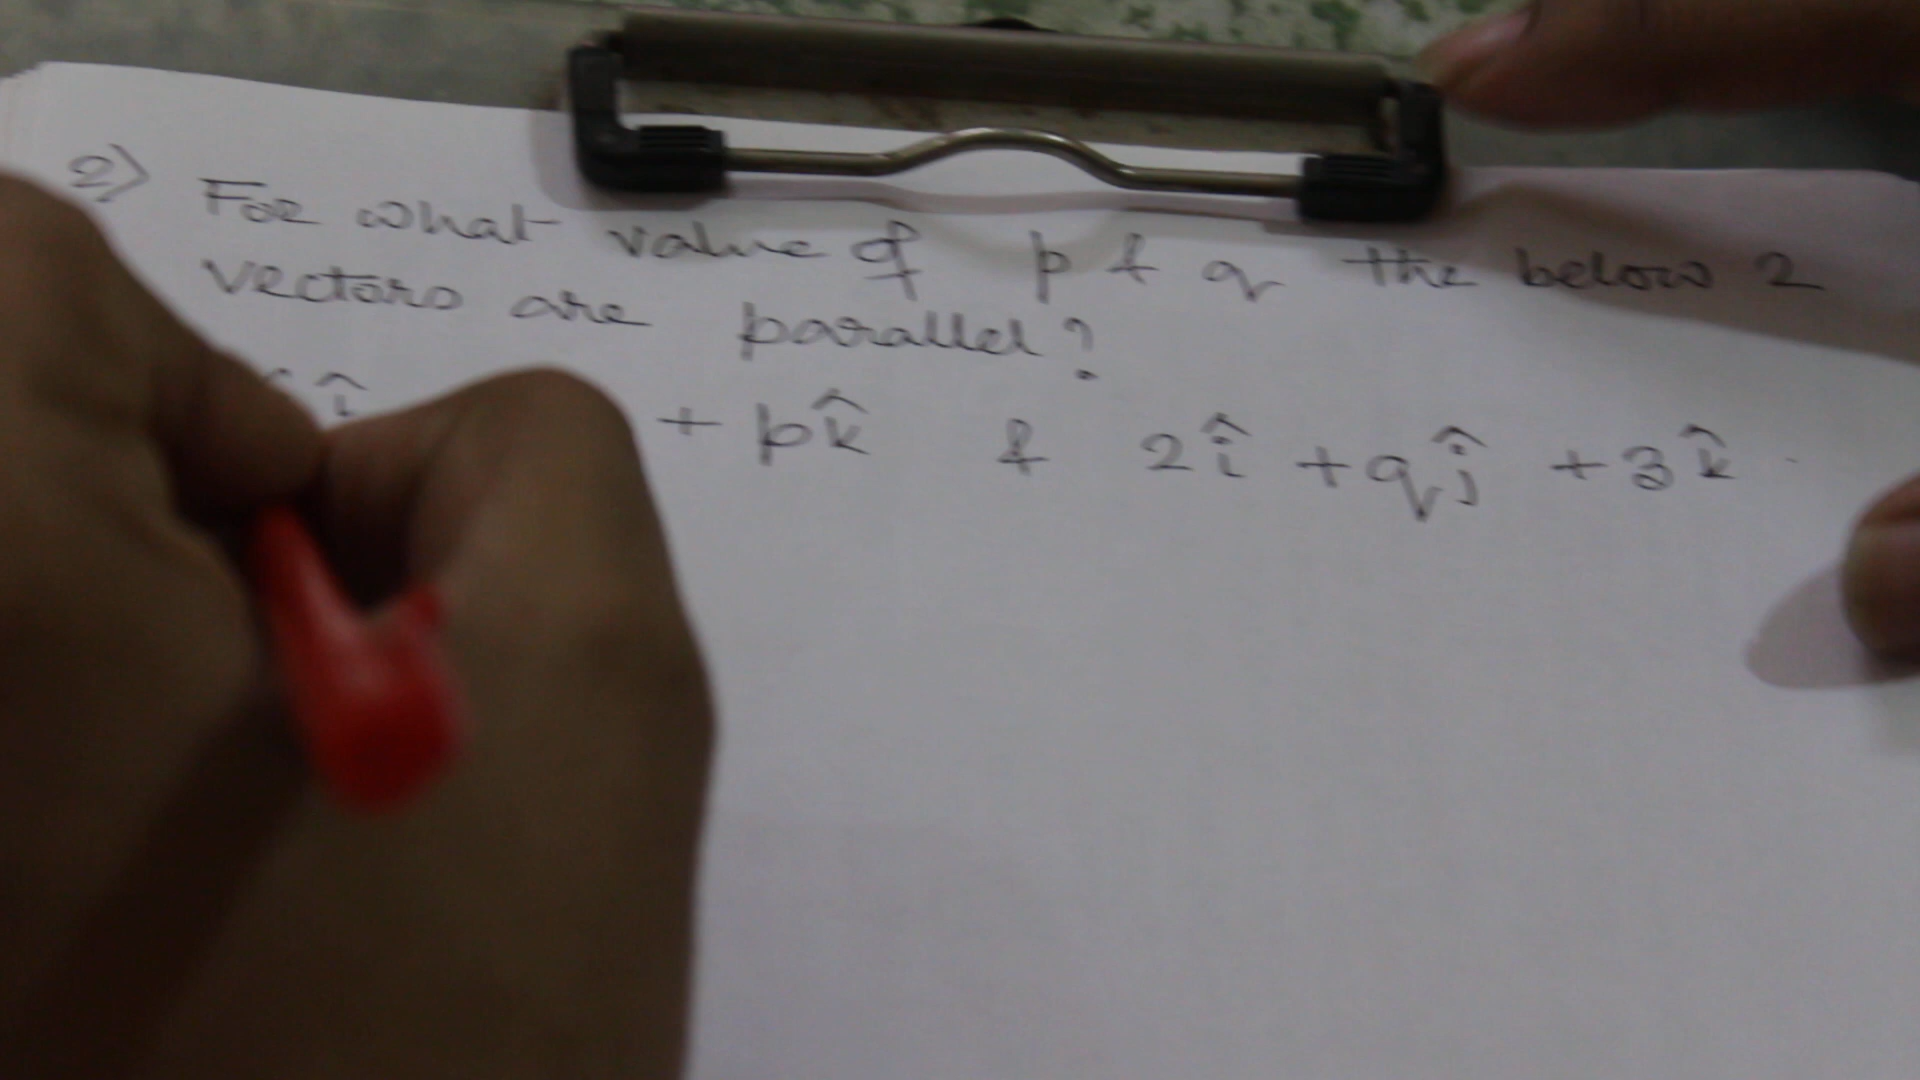 2) For what value of p & q the below 2
vectors are parallel?
î + pk̂ & 2î + qĵ + 3k̂